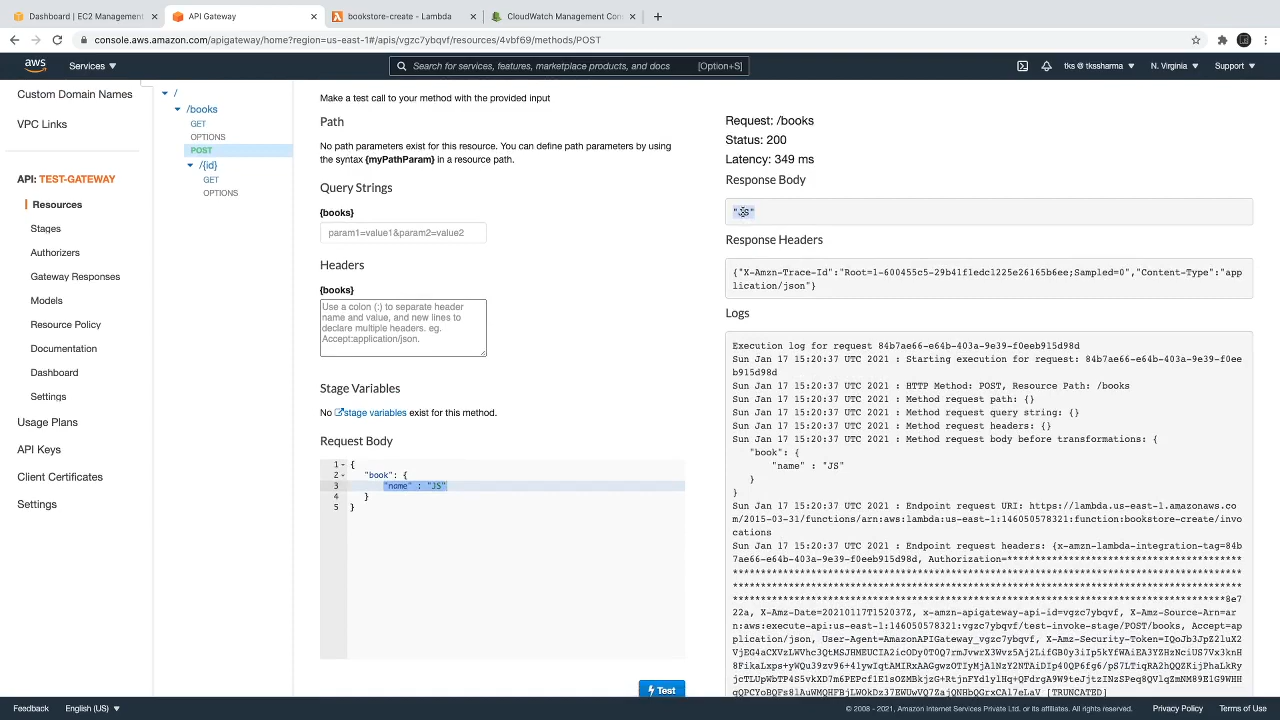 Dashboard | EC2 Management
API Gateway
bookstore-create - Lambda
CloudWatch Management Con
console.aws.amazon.com/apigateway/home?region=us-east-1#/apis/vgzc7ybqvf/resources/4vbf69/methods/POST
aws
Services
Search for services, features, marketplace products, and docs
[Option+S]
tks @ tkssharma
N. Virginia
Support
Custom Domain Names
VPC Links
API: TEST-GATEWAY
Resources
Stages
Authorizers
Gateway Responses
Models
Resource Policy
Documentation
Dashboard
Settings
Usage Plans
API Keys
Client Certificates
Settings
/
/books
GET
OPTIONS
POST
/{id}
GET
OPTIONS
Make a test call to your method with the provided input
Path
No path parameters exist for this resource. You can define path parameters by using
the syntax {myPathParam} in a resource path.
Query Strings
{books}
param1=value1&param2=value2
Headers
{books}
Use a colon (:) to separate header
name and value, and new lines to
declare multiple headers. eg.
Accept:application/json.
Stage Variables
No stage variables exist for this method.
Request Body
1 {
2 "book": {
3 "name" : "JS"
4 }
5 }
Test
Request: /books
Status: 200
Latency: 349 ms
Response Body
"JS"
Response Headers
{"X-Amzn-Trace-Id":"Root=1-600455c5-29b41f1edc1225e26165b6ee;Sampled=0","Content-Type":"app
lication/json"}
Logs
Execution log for request 84b7ae66-e64b-403a-9e39-f0eeb915d98d
Sun Jan 17 15:20:37 UTC 2021 : Starting execution for request: 84b7ae66-e64b-403a-9e39-f0ee
b915d98d
Sun Jan 17 15:20:37 UTC 2021 : HTTP Method: POST, Resource Path: /books
Sun Jan 17 15:20:37 UTC 2021 : Method request path: {}
Sun Jan 17 15:20:37 UTC 2021 : Method request query string: {}
Sun Jan 17 15:20:37 UTC 2021 : Method request headers: {}
Sun Jan 17 15:20:37 UTC 2021 : Method request body before transformations: {
"book": {
"name" : "JS"
}
}
Sun Jan 17 15:20:37 UTC 2021 : Endpoint request URI: https://lambda.us-east-1.amazonaws.co
m/2015-03-31/functions/arn:aws:lambda:us-east-1:146050578321:function:bookstore-create/invo
cations
Sun Jan 17 15:20:37 UTC 2021 : Endpoint request headers: {x-amzn-lambda-integration-tag=84b
7ae66-e64b-403a-9e39-f0eeb915d98d, Authorization=**********************************
*******************************************************************************************
*******************************************************************************************
************************************************************************************8e7
22a, X-Amz-Date=20210117T152037Z, x-amzn-apigateway-api-id=vgzc7ybqvf, X-Amz-Source-Arn=ar
n:aws:execute-api:us-east-1:146050578321:vgzc7ybqvf/test-invoke-stage/POST/books, Accept=ap
plication/json, User-Agent=AmazonAPIGateway_vgzc7ybqvf, X-Amz-Security-Token=
[TRUNCATED]
Feedback
English (US)
© 2008 - 2021, Amazon Internet Services Private Ltd. or its affiliates. All rights reserved.
Privacy Policy
Terms of Use